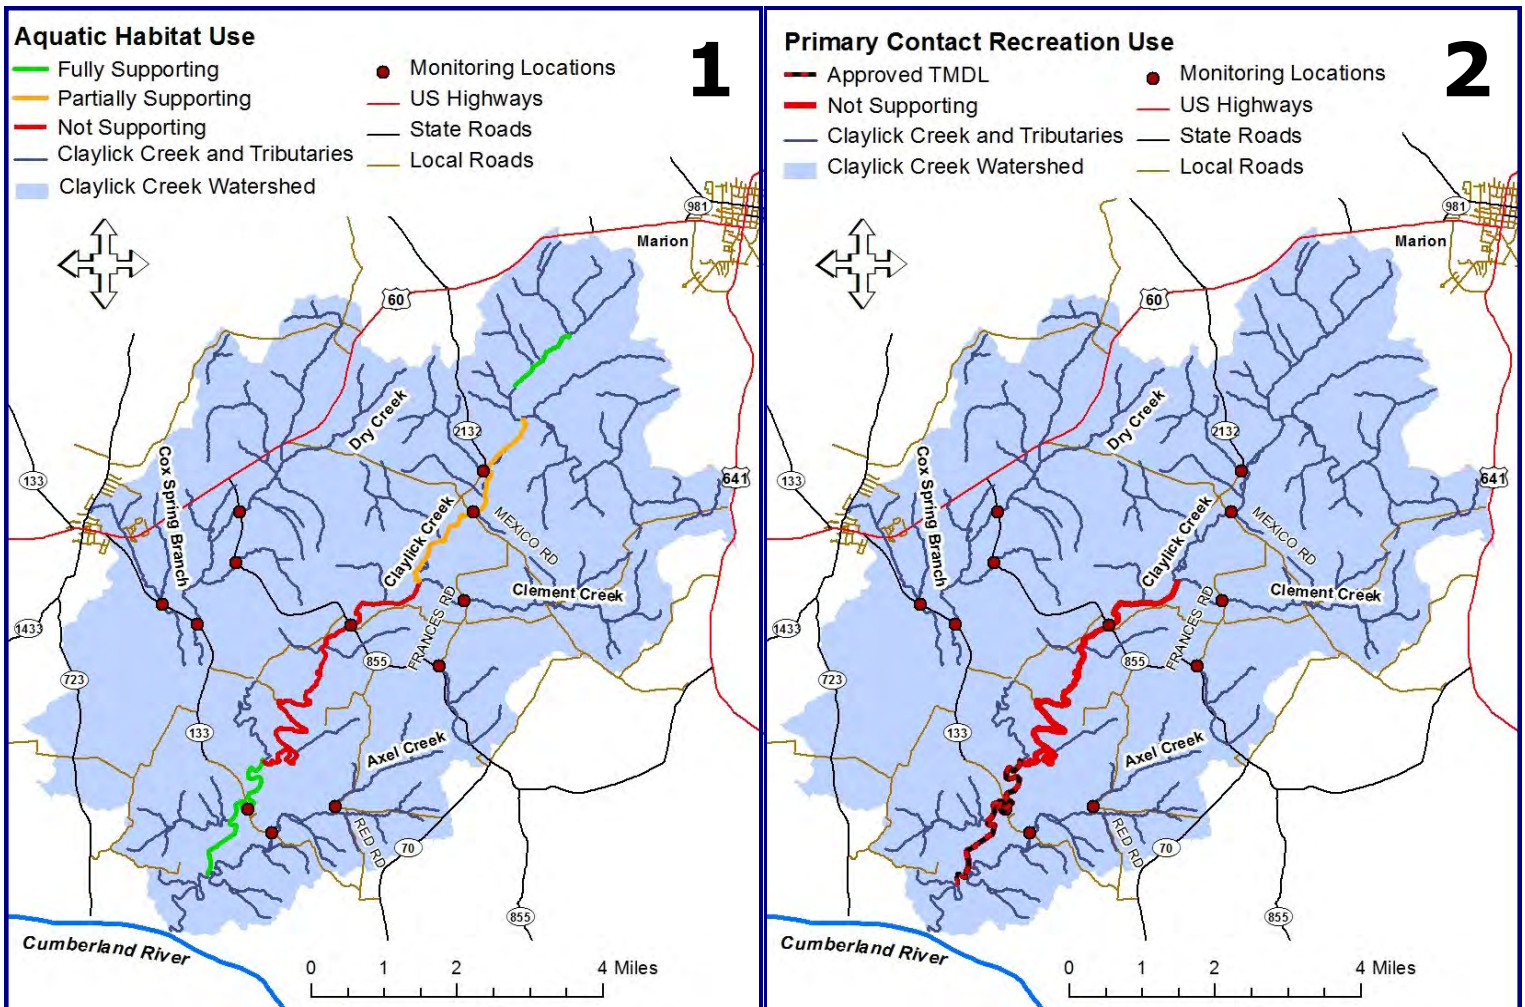 Aquatic Habitat Use
1
Fully Supporting
Partially Supporting
Not Supporting
Claylick Creek and Tributaries
Claylick Creek Watershed
Monitoring Locations
US Highways
State Roads
Local Roads
981
Marion
60
Dry Creek
2132
133
Cox Spring Branch
641
Claylick Creek
MEXICO RD
Clement Creek
1433
FRANCES RD
855
723
133
Axel Creek
RED RD
70
855
Cumberland River
0 1 2 4 Miles
Primary Contact Recreation Use
2
Approved TMDL
Not Supporting
Claylick Creek and Tributaries
Claylick Creek Watershed
Monitoring Locations
US Highways
State Roads
Local Roads
981
Marion
60
Dry Creek
2132
133
Cox Spring Branch
641
Claylick Creek
MEXICO RD
Clement Creek
1433
FRANCES RD
855
723
133
Axel Creek
RED RD
70
855
Cumberland River
0 1 2 4 Miles